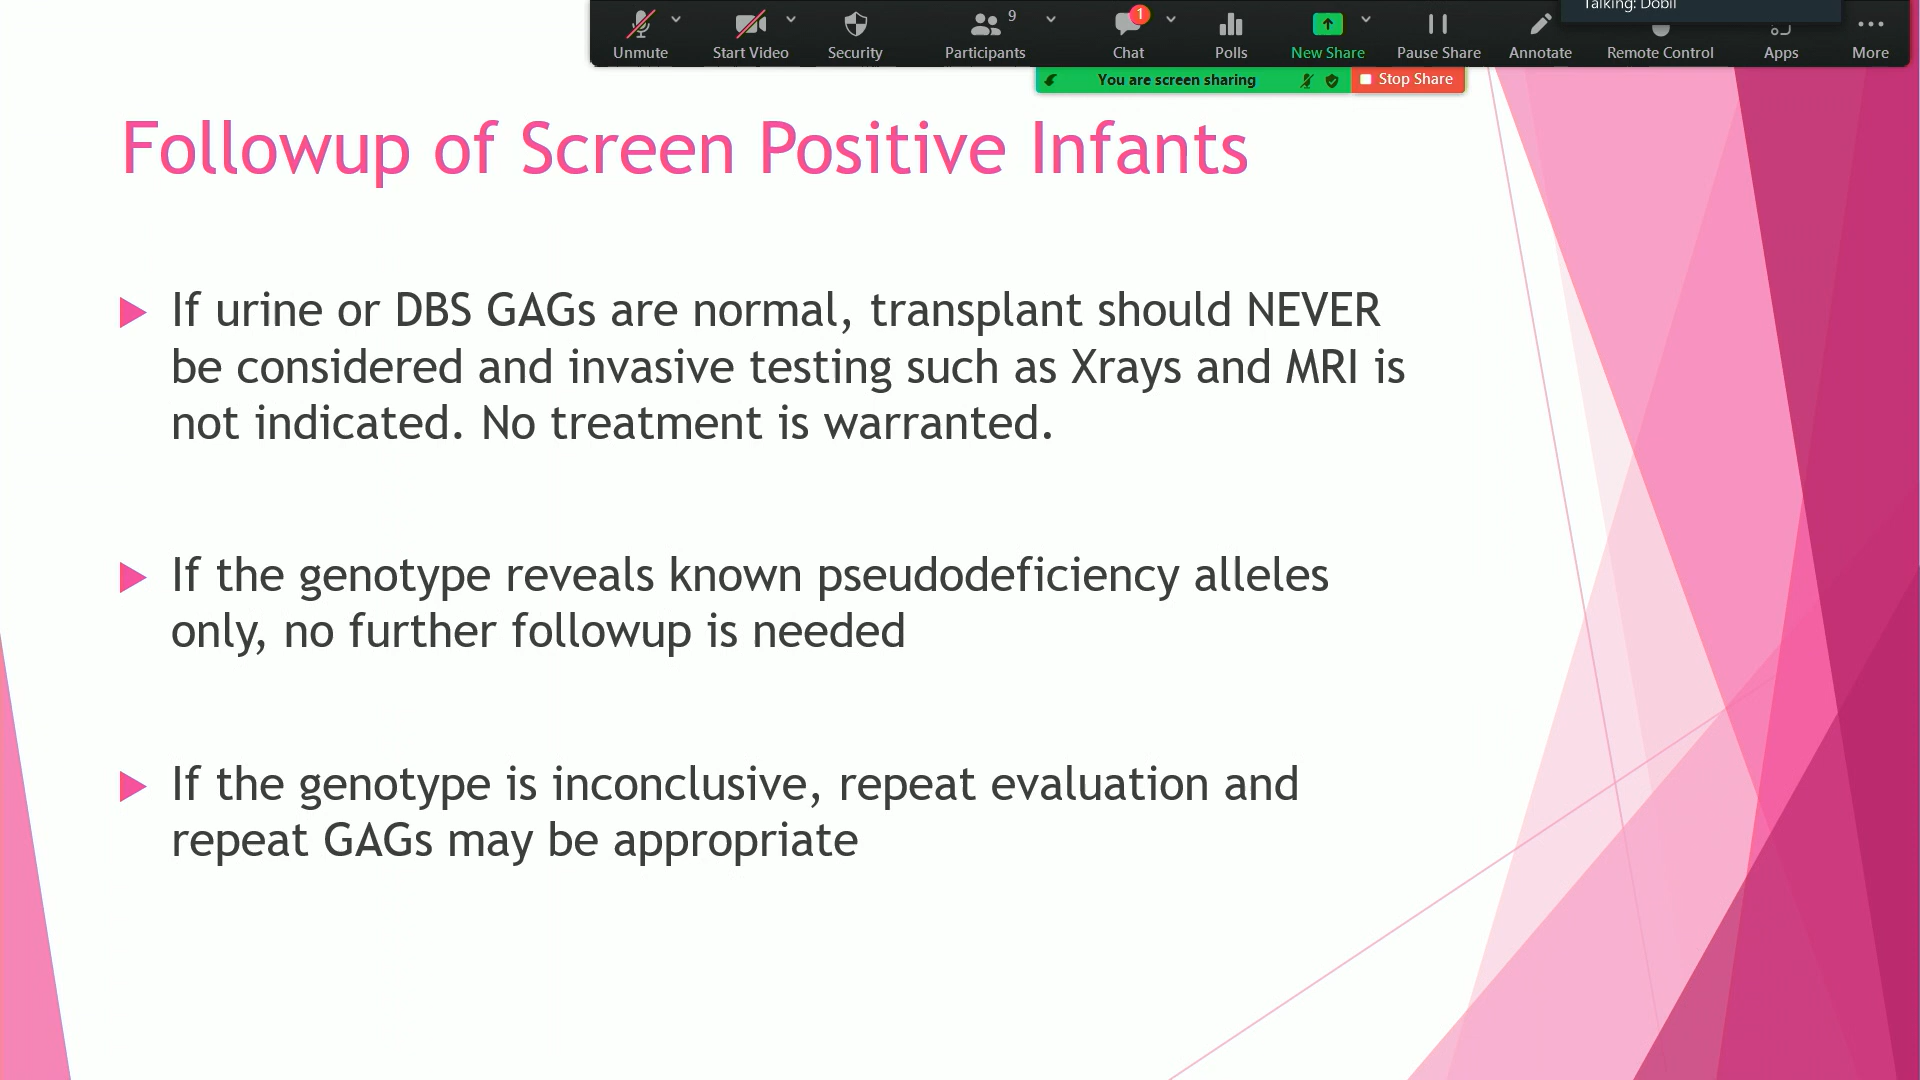 Talking: Dobil
9
1
Unmute
Start Video
Security
Participants
Chat
Polls
New Share
Pause Share
Annotate
Remote Control
Apps
More
You are screen sharing
Stop Share
Followup of Screen Positive Infants
If urine or DBS GAGs are normal, transplant should NEVER
be considered and invasive testing such as Xrays and MRI is
not indicated. No treatment is warranted.
If the genotype reveals known pseudodeficiency alleles
only, no further followup is needed
If the genotype is inconclusive, repeat evaluation and
repeat GAGs may be appropriate